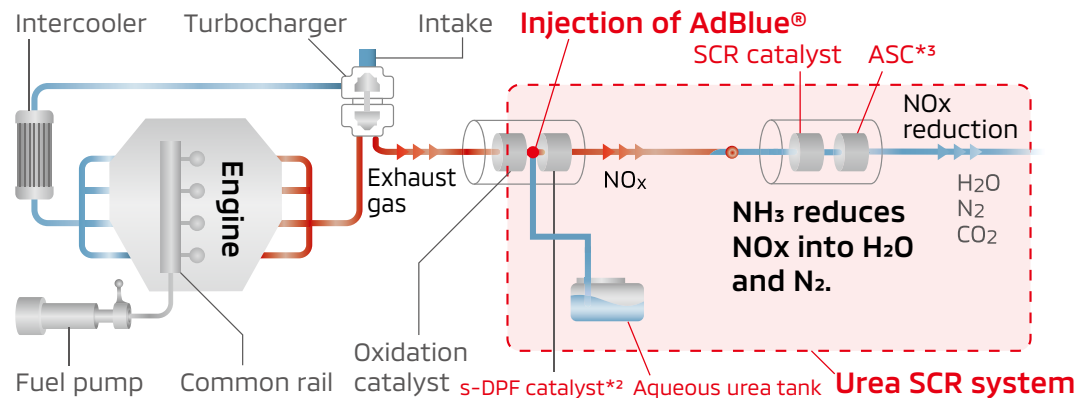 Intercooler
Turbocharger
Intake
Injection of AdBlue®
SCR catalyst
ASC*³
NOx
reduction
Engine
Exhaust
gas
NOx
H₂O
N₂
CO₂
NH₃ reduces
NOx into H₂O
and N₂.
Fuel pump
Common rail
Oxidation
catalyst
s-DPF catalyst*²
Aqueous urea tank
Urea SCR system